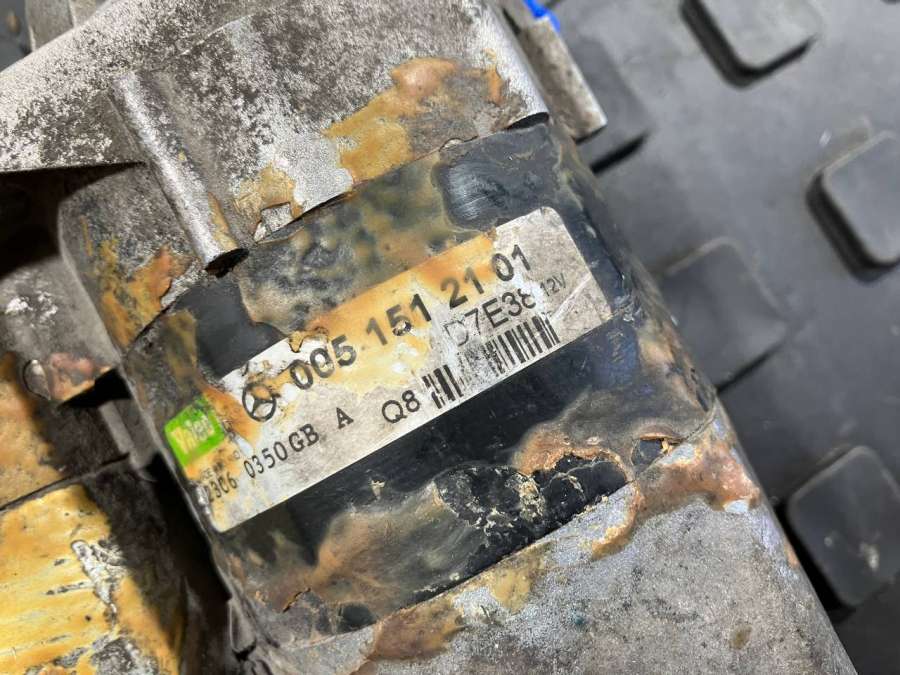 005 151 21 01
D7E38 12V
Valeo
0350GB A Q8